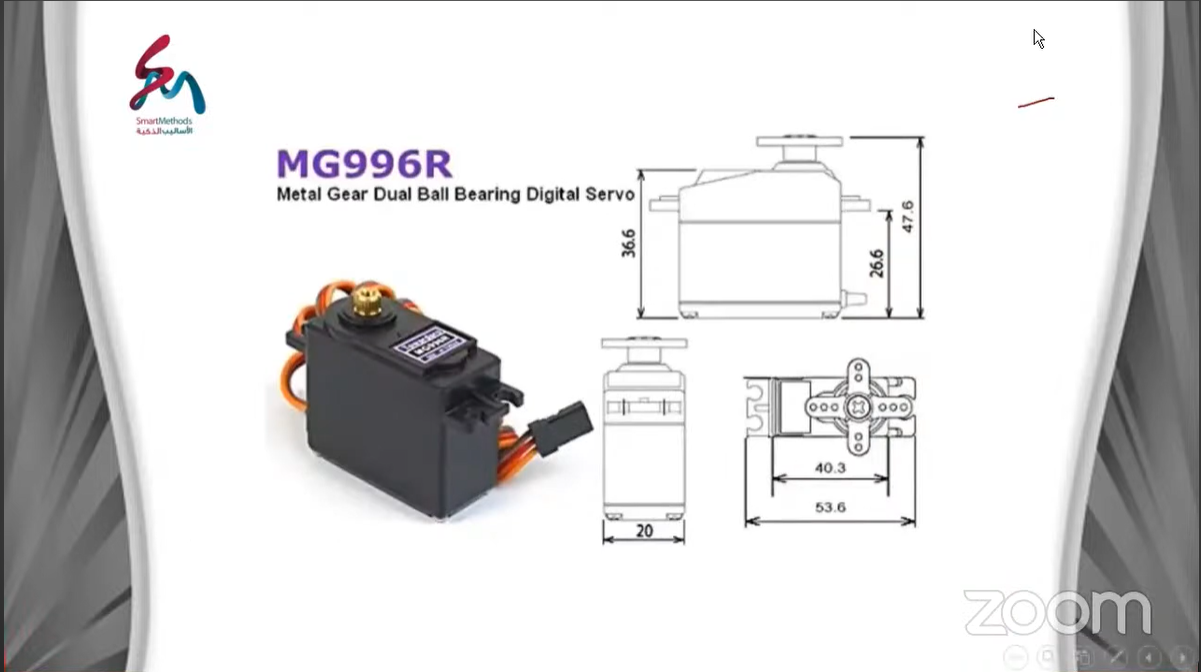 SmartMethods
الأساليب الذكية
MG996R
Metal Gear Dual Ball Bearing Digital Servo
36.6
26.6
47.6
MG996R
20
40.3
53.6
zoom